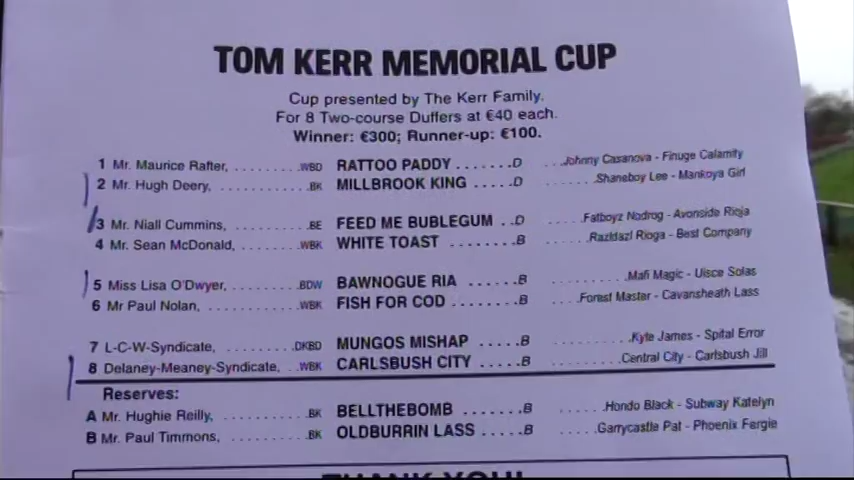 TOM KERR MEMORIAL CUP
Cup presented by The Kerr Family.
For 8 Two-course Duffers at €40 each.
Winner: €300; Runner-up: €100.
1 Mr. Maurice Rafter, .........WBD RATTOO PADDY.......D ...Johnny Casanova - Finuge Calamity
2 Mr. Hugh Deery, ............BK MILLBROOK KING.....D .......Shaneboy Lee - Mankoya Girl
3 Mr. Niall Cummins, ..........BE FEED ME BUBLEGUM ..D .....Fatboyz Nodrog - Avonside Rioja
4 Mr. Sean McDonald, ........WBK WHITE TOAST ........B .....Razldazl Rioga - Best Company
5 Miss Lisa O'Dwyer, .........BDW BAWNOGUE RIA ......B ..........Mafi Magic - Uisce Solas
6 Mr Paul Nolan, ............WBK FISH FOR COD ........B ....Forest Master - Cavansheath Lass
7 L-C-W-Syndicate, ........DKBD MUNGOS MISHAP .....B ...........Kyle James - Spital Error
8 Delaney-Meaney-Syndicate, ..WBK CARLSBUSH CITY .....B .........Central City - Carlsbush Jill
Reserves:
A Mr. Hughie Reilly, ...........BK BELLTHEBOMB .......B ......Hondo Black - Subway Katelyn
B Mr. Paul Timmons, ..........BK OLDBURRIN LASS .....B .....Garrycastle Pat - Phoenix Fergie
THANK YOU!